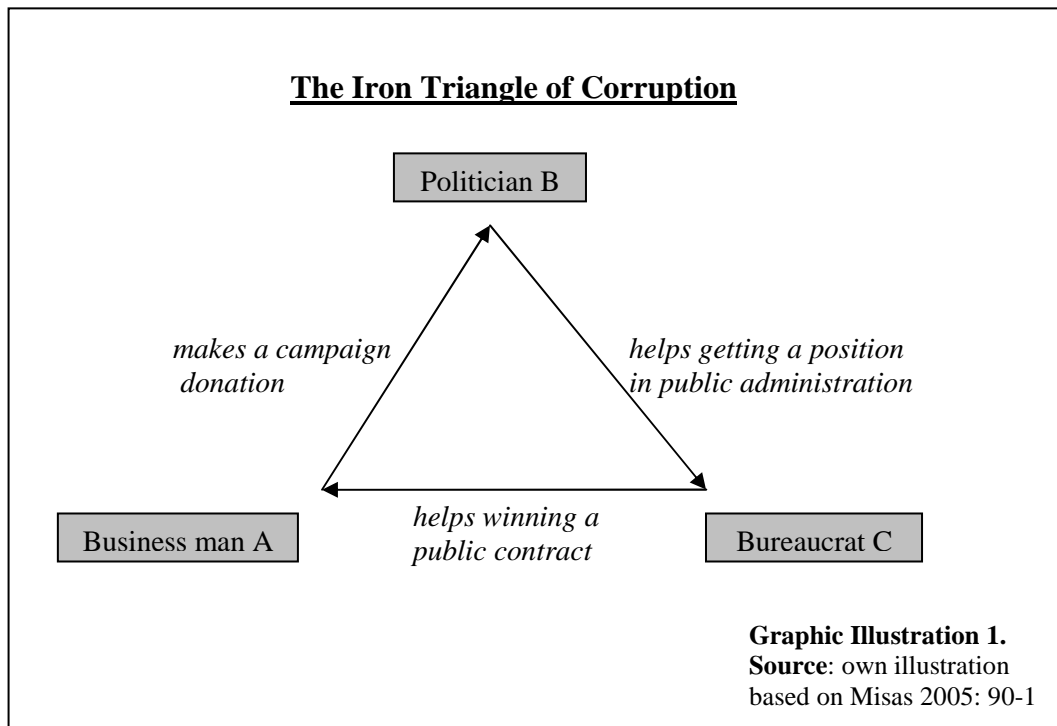 The Iron Triangle of Corruption
Politician B
makes a campaign
donation
helps getting a position
in public administration
helps winning a
public contract
Business man A
Bureaucrat C
Graphic Illustration 1.
Source: own illustration
based on Misas 2005: 90-1